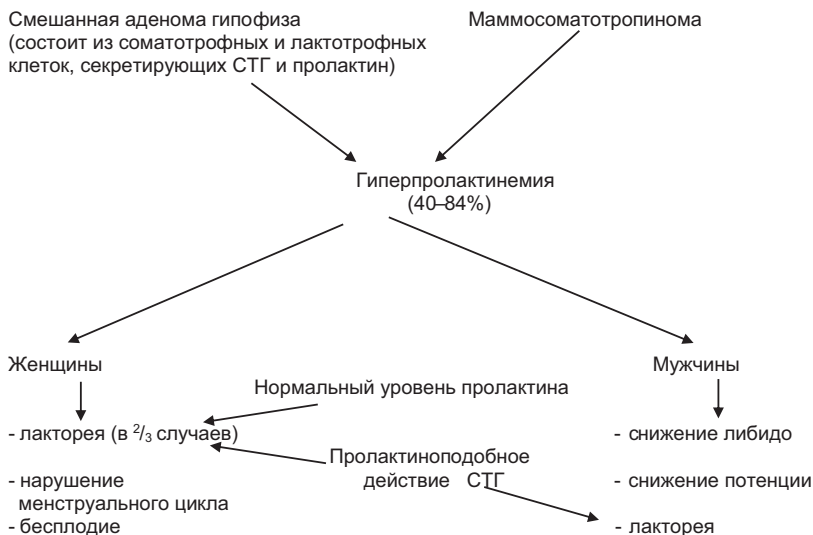 Смешанная аденома гипофиза
(состоит из соматотрофных и лактотрофных
клеток, секретирующих СТГ и пролактин)
Маммосоматотропинома
Гиперпролактинемия
(40–84%)
Женщины
- лакторея (в 2/3 случаев)
- нарушение
менструального цикла
- бесплодие
Нормальный уровень пролактина
Пролактиноподобное
действие СТГ
Мужчины
- снижение либидо
- снижение потенции
- лакторея